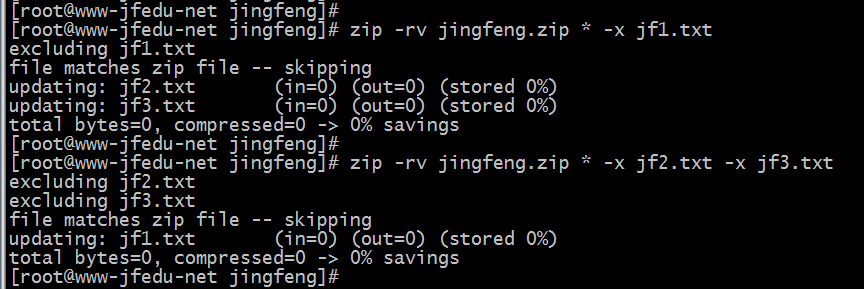 [root@www-jfedu-net jingfeng]#
[root@www-jfedu-net jingfeng]# zip -rv jingfeng.zip * -x jf1.txt
excluding jf1.txt
file matches zip file -- skipping
updating: jf2.txt        (in=0) (out=0) (stored 0%)
updating: jf3.txt        (in=0) (out=0) (stored 0%)
total bytes=0, compressed=0 -> 0% savings
[root@www-jfedu-net jingfeng]#
[root@www-jfedu-net jingfeng]# zip -rv jingfeng.zip * -x jf2.txt -x jf3.txt
excluding jf2.txt
excluding jf3.txt
file matches zip file -- skipping
updating: jf1.txt        (in=0) (out=0) (stored 0%)
total bytes=0, compressed=0 -> 0% savings
[root@www-jfedu-net jingfeng]#